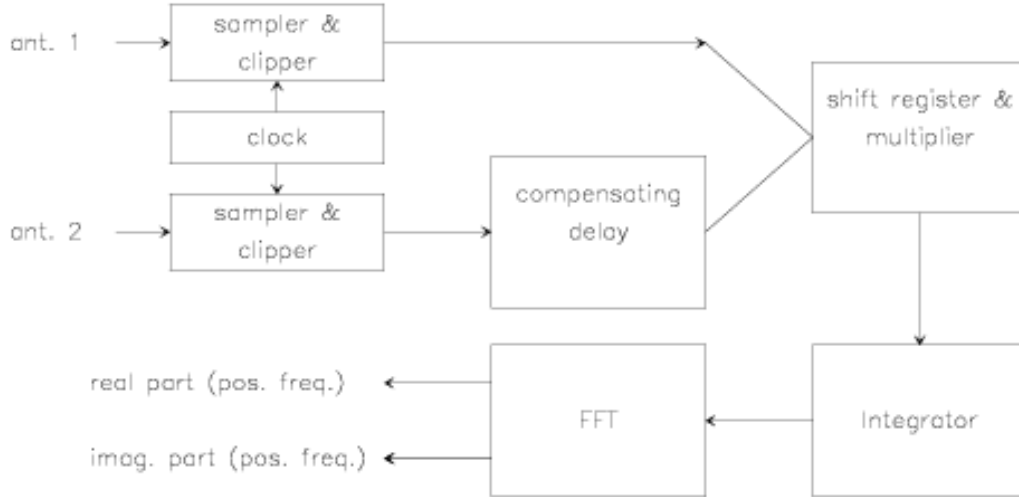 ant. 1
sampler &
clipper
shift register &
multiplier
clock
ant. 2
sampler &
clipper
compensating
delay
real part (pos. freq.)
imag. part (pos. freq.)
FFT
Integrator